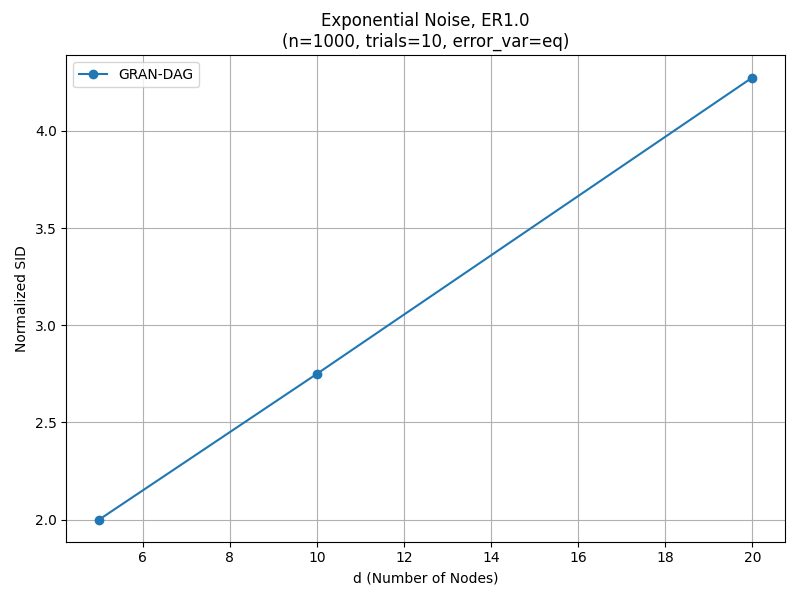 Exponential Noise, ER1.0
(n=1000, trials=10, error_var=eq)
GRAN-DAG
4.0
3.5
3.0
2.5
2.0
Normalized SID
6 8 10 12 14 16 18 20
d (Number of Nodes)